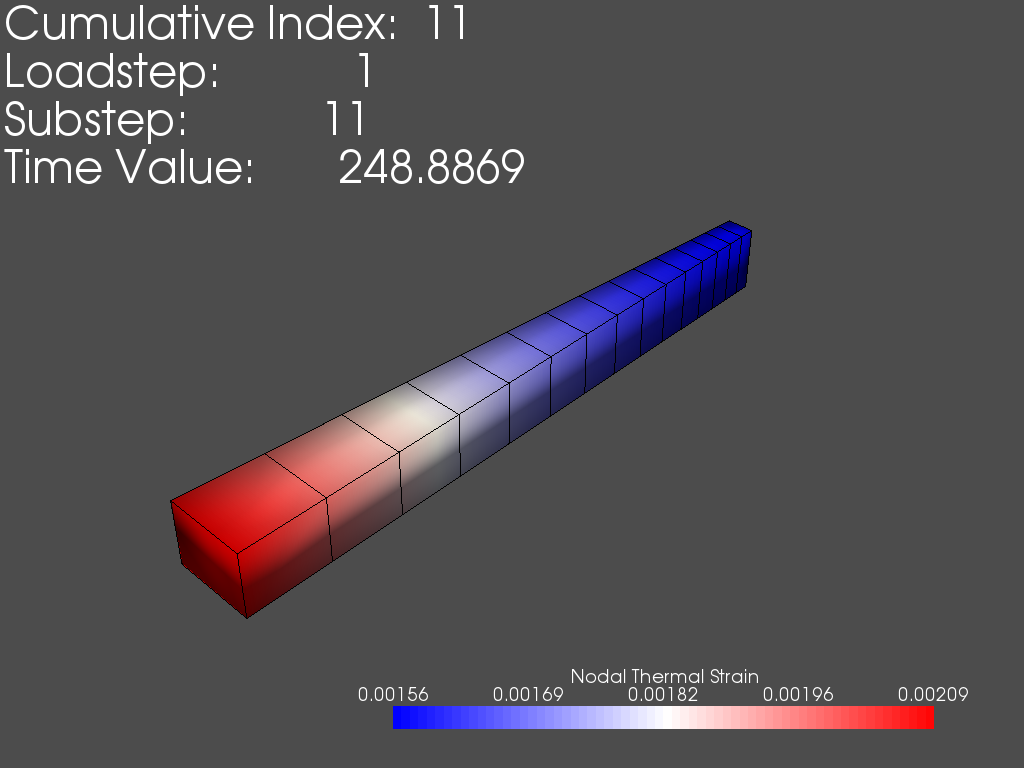 Cumulative Index: 11
Loadstep: 1
Substep: 11
Time Value: 248.8869
Nodal Thermal Strain
0.00156 0.00169 0.00182 0.00196 0.00209